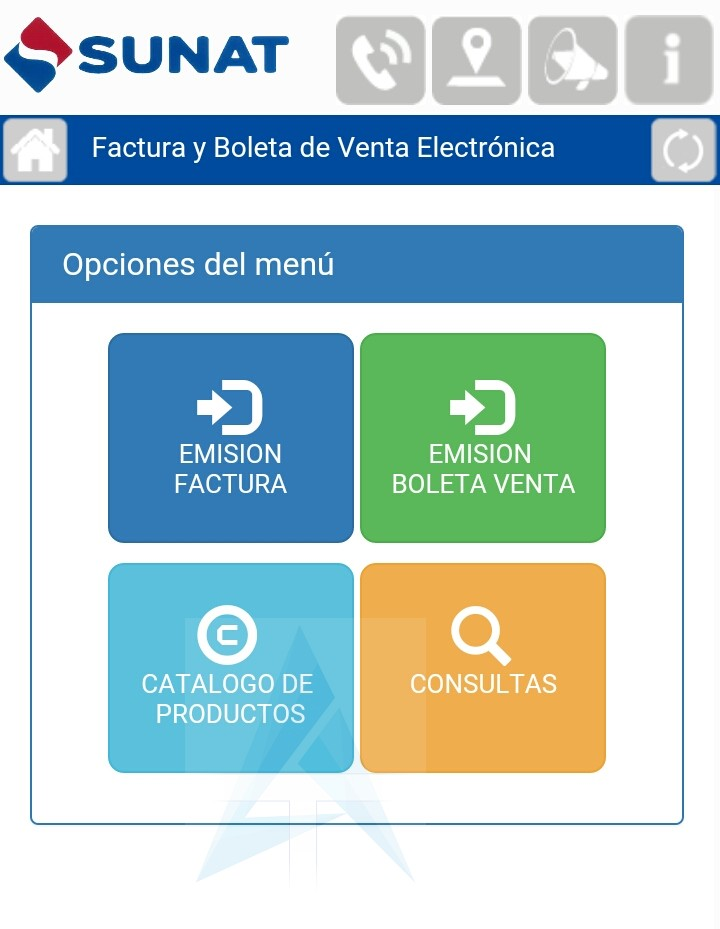 SUNAT
Factura y Boleta de Venta Electrónica
Opciones del menú
EMISION
FACTURA
EMISION
BOLETA VENTA
CATALOGO DE
PRODUCTOS
CONSULTAS